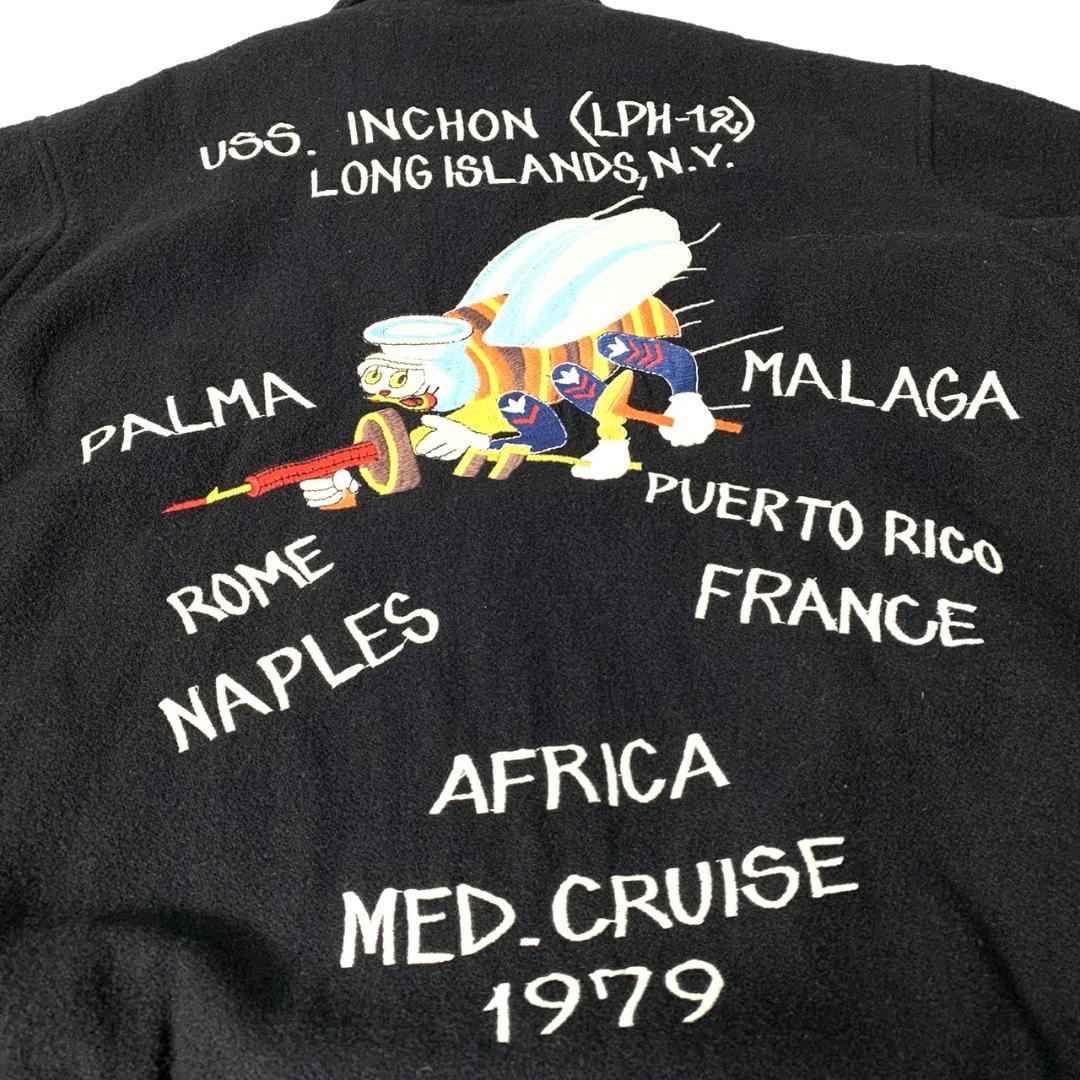 USS. INCHON (LPH-12)
LONG ISLANDS, N.Y.
PALMA
MALAGA
PUERTO RICO
ROME
FRANCE
NAPLES
AFRICA
MED-CRUISE
1979